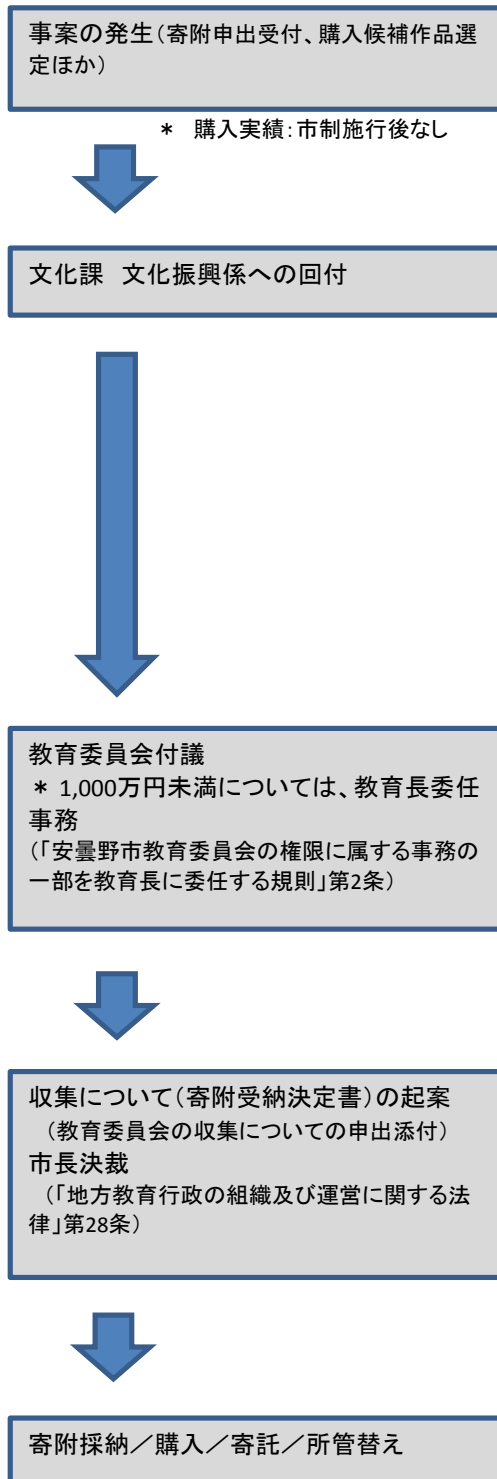 事案の発生(寄附申出受付、購入候補作品選
定ほか)
* 購入実績:市制施行後なし
文化課 文化振興係への回付
教育委員会付議
* 1,000万円未満については、教育長委任
事務
(「安曇野市教育委員会の権限に属する事務の
一部を教育長に委任する規則」第2条)
収集について(寄附受納決定書)の起案
(教育委員会の収集についての申出添付)
市長決裁
(「地方教育行政の組織及び運営に関する法
律」第28条)
寄附採納/購入/寄託/所管替え